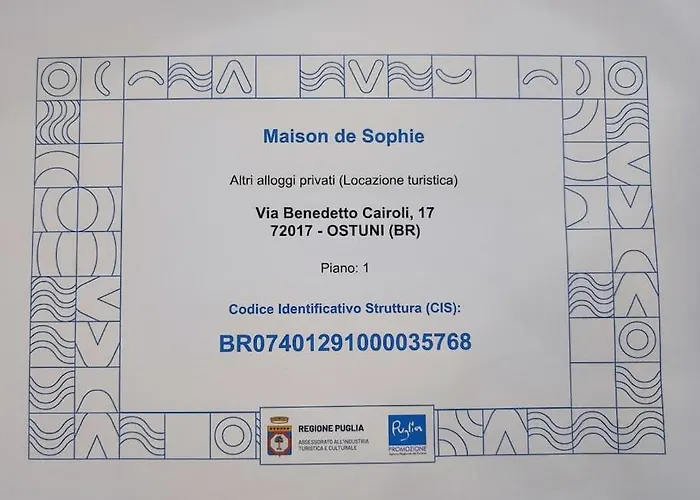 Maison de Sophie
Altri alloggi privati (Locazione turistica)
Via Benedetto Cairoli, 17
72017 - OSTUNI (BR)
Piano: 1
Codice Identificativo Struttura (CIS):
BR07401291000035768
REGIONE PUGLIA
ASSESSORATO ALL'INDUSTRIA
TURISTICA E CULTURALE
Puglia
PROMOZIONE